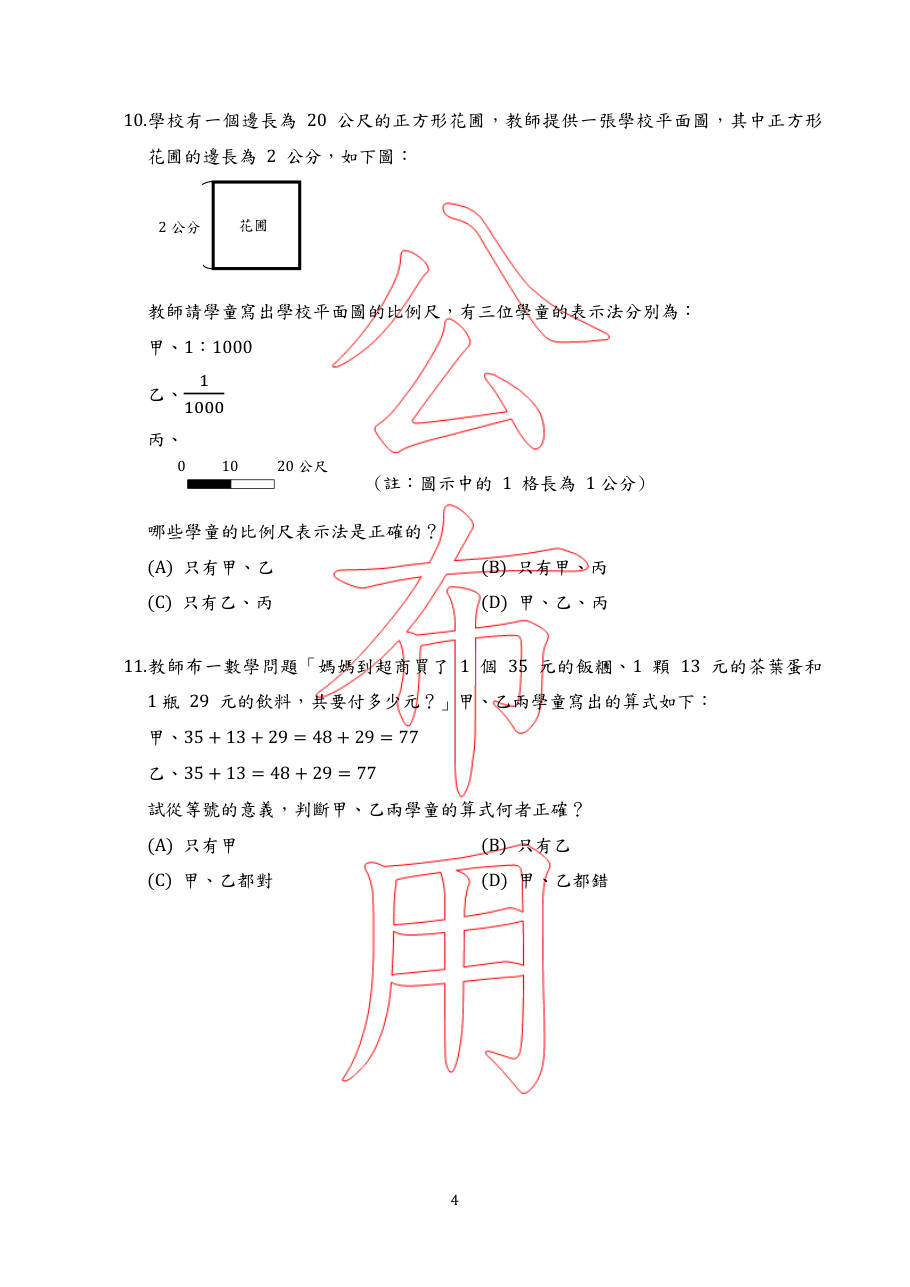 10.學校有一個邊長為 20 公尺的正方形花圃，教師提供一張學校平面圖，其中正方形
花圃的邊長為 2 公分，如下圖：
2 公分
花圃
教師請學童寫出學校平面圖的比例尺，有三位學童的表示法分別為：
甲、1：1000
乙、1/1000
丙、
0 10 20 公尺
（註：圖示中的 1 格長為 1 公分）
哪些學童的比例尺表示法是正確的？
(A) 只有甲、乙 (B) 只有甲、丙
(C) 只有乙、丙 (D) 甲、乙、丙
11.教師布一數學問題「媽媽到超商買了 1 個 35 元的飯糰、1 顆 13 元的茶葉蛋和
1 瓶 29 元的飲料，共要付多少元？」甲、乙兩學童寫出的算式如下：
甲、35 + 13 + 29 = 48 + 29 = 77
乙、35 + 13 = 48 + 29 = 77
試從等號的意義，判斷甲、乙兩學童的算式何者正確？
(A) 只有甲 (B) 只有乙
(C) 甲、乙都對 (D) 甲、乙都錯
公布用
4